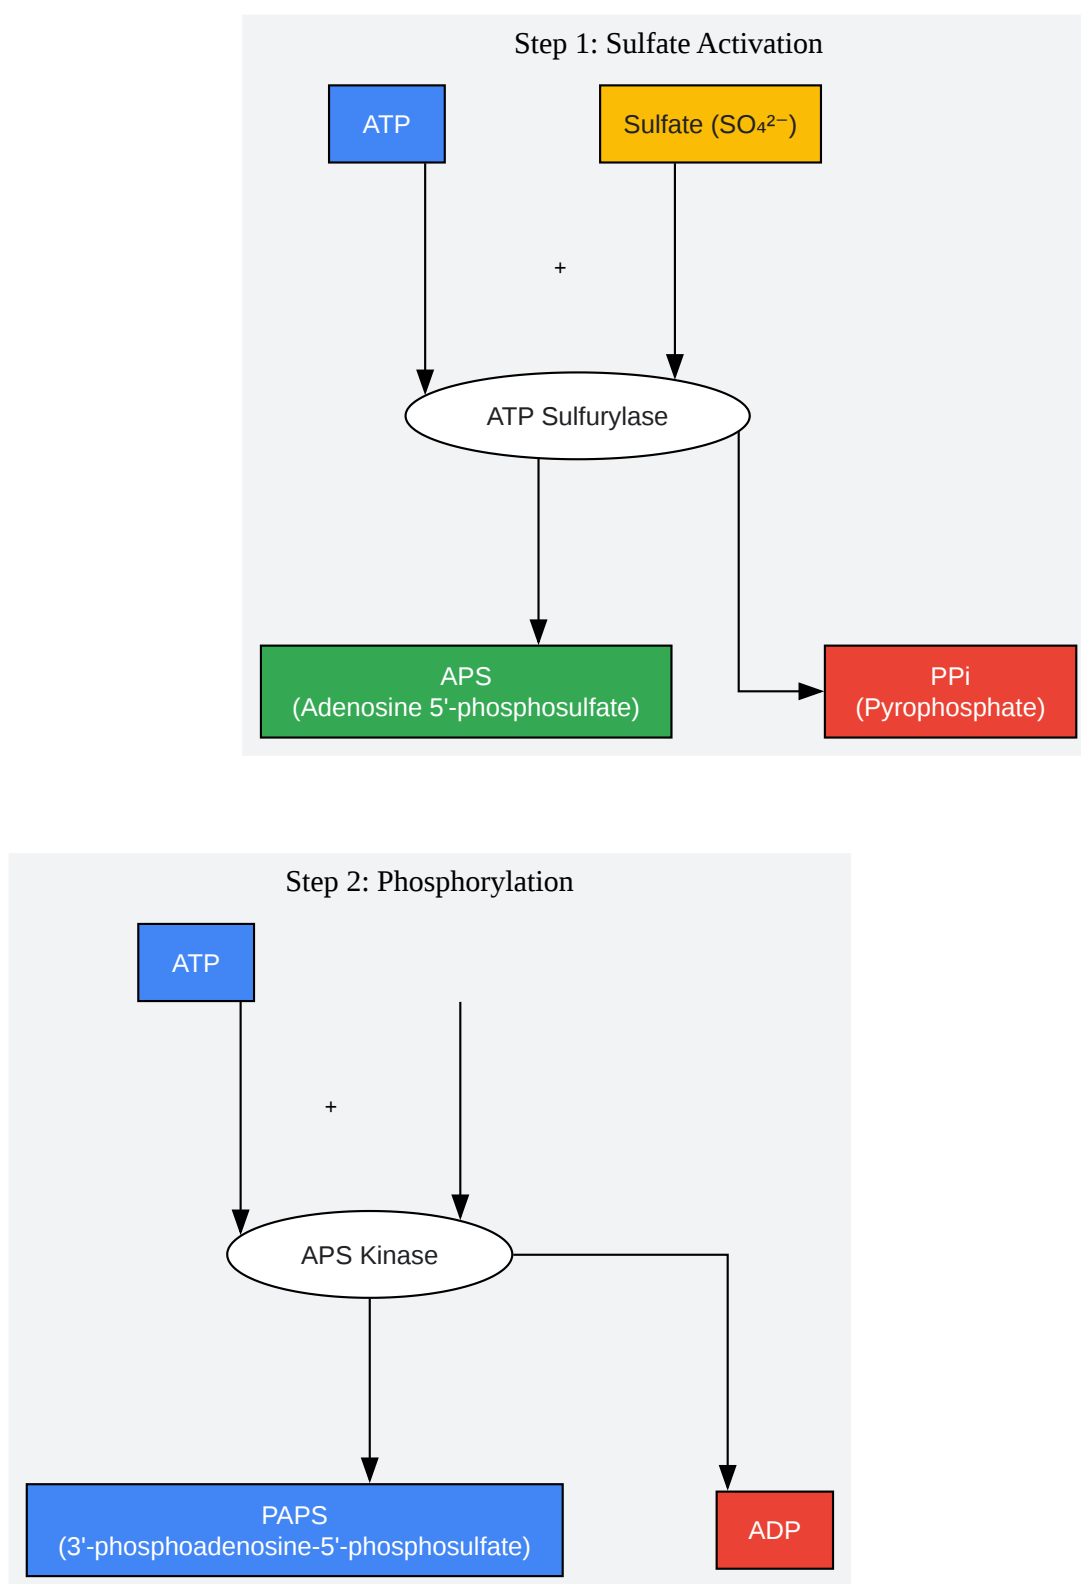 Step 1: Sulfate Activation
ATP
Sulfate (SO₄²⁻)
+
ATP Sulfurylase
APS
(Adenosine 5'-phosphosulfate)
PPi
(Pyrophosphate)
Step 2: Phosphorylation
ATP
+
APS Kinase
PAPS
(3'-phosphoadenosine-5'-phosphosulfate)
ADP